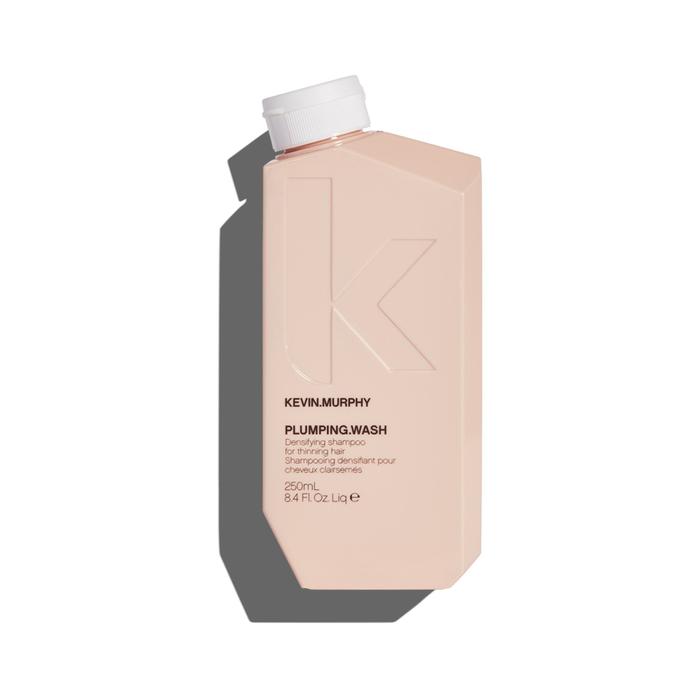 KEVIN.MURPHY
PLUMPING.WASH
Densifying shampoo
for thinning hair
Shampooing densifiant pour
cheveux clairsemés
250mL
8.4 Fl. Oz. Liq ℮